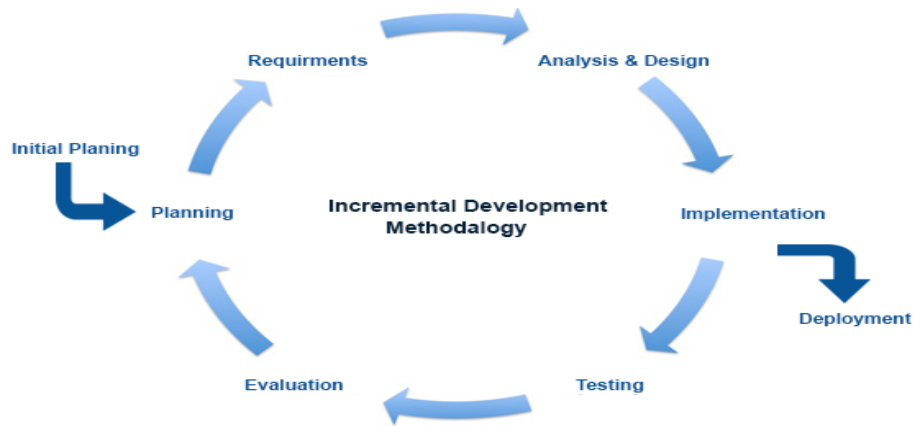 Requirments
Analysis & Design
Initial Planing
Planning
Incremental Development
Methodalogy
Implementation
Deployment
Evaluation
Testing